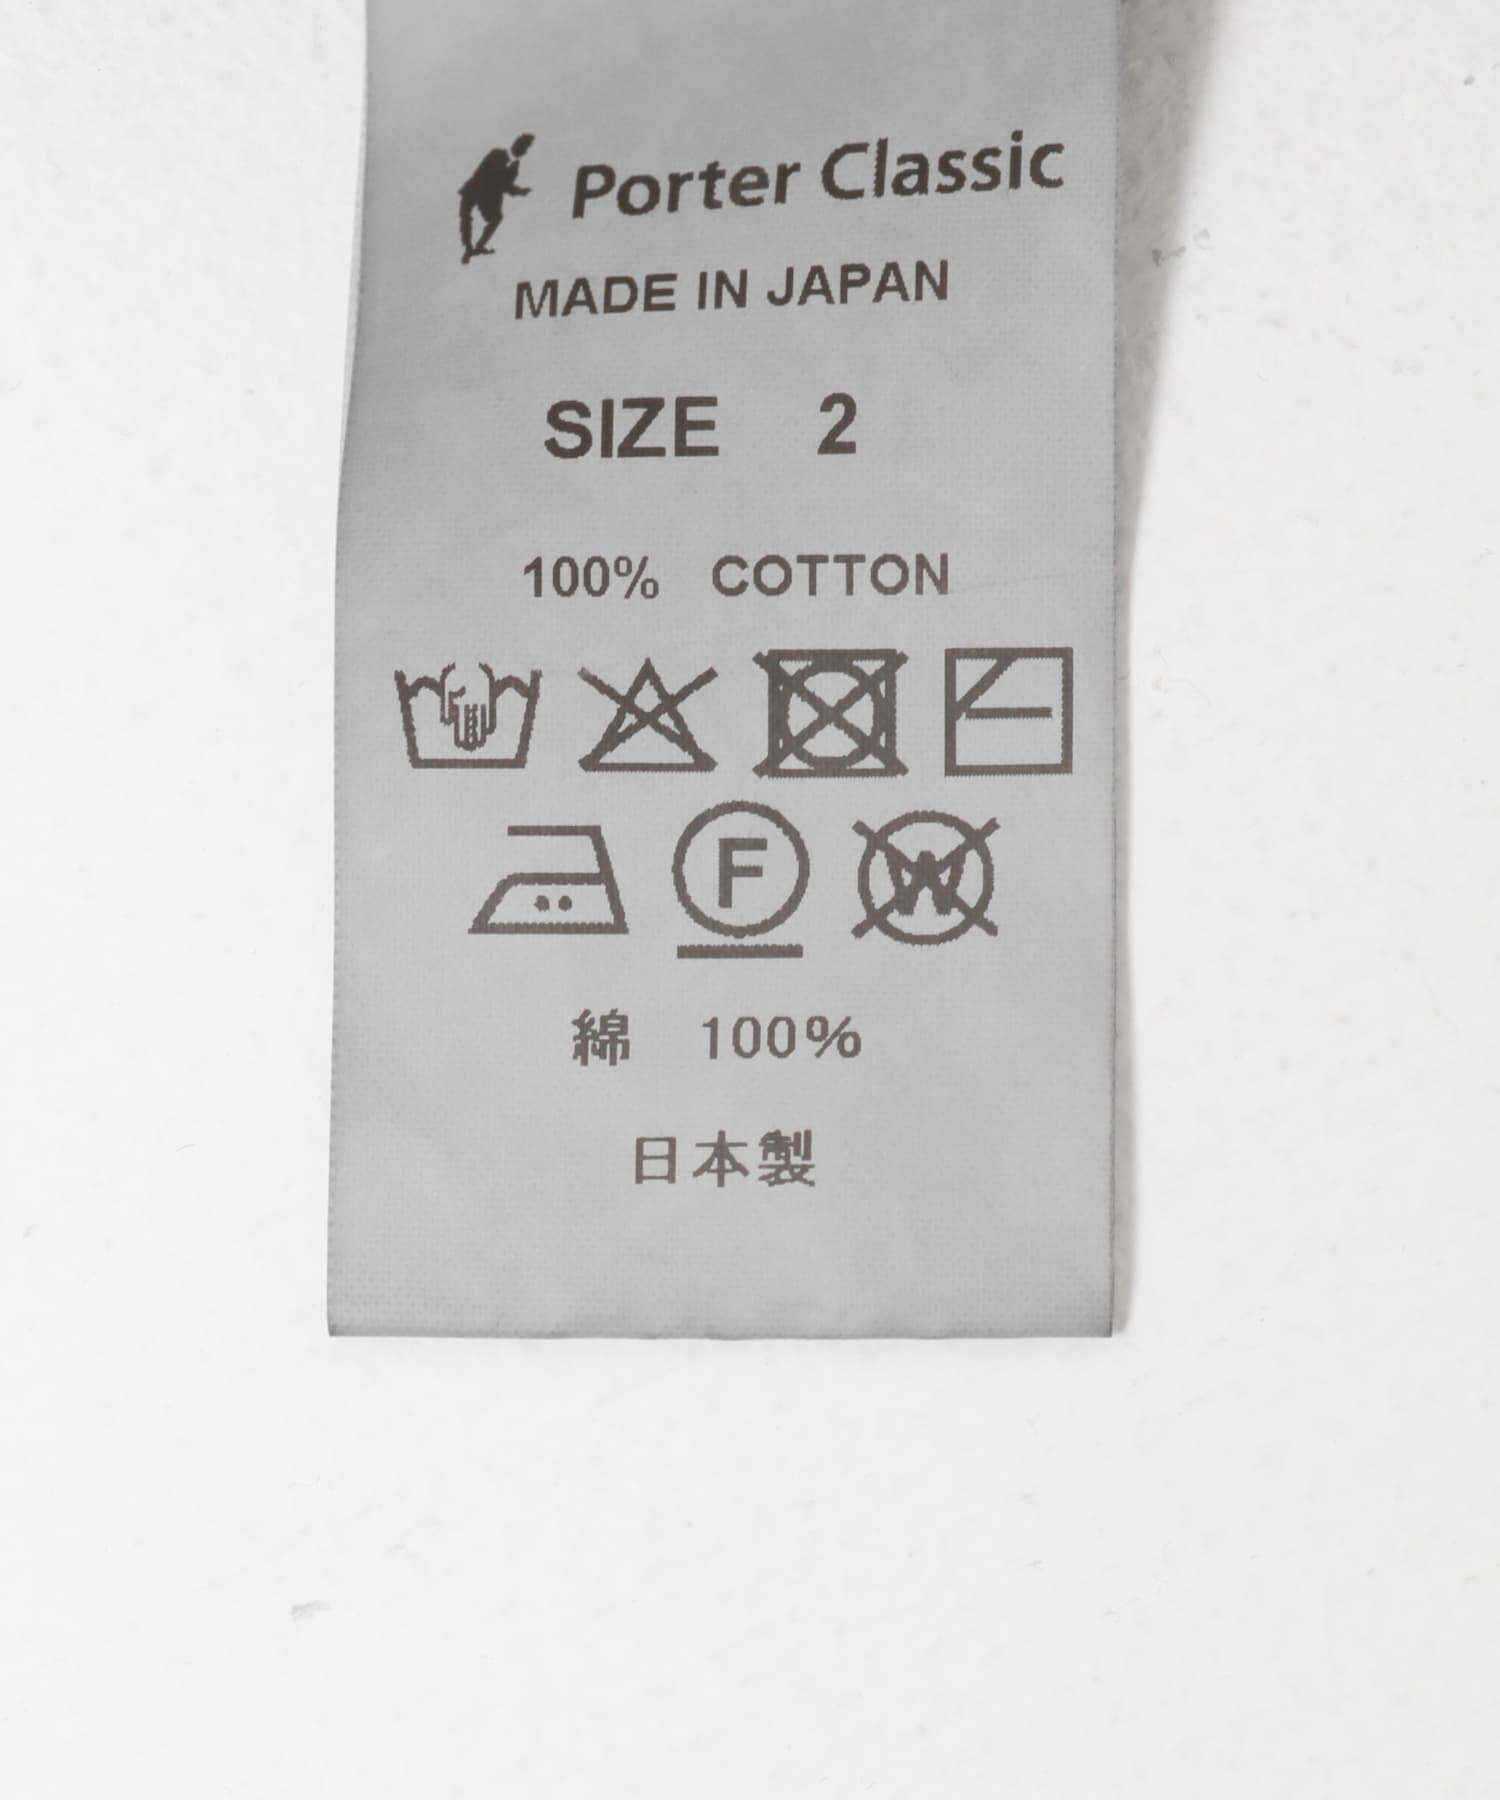 Porter Classic
MADE IN JAPAN
SIZE 2
100% COTTON
F W
綿 100%
日本製